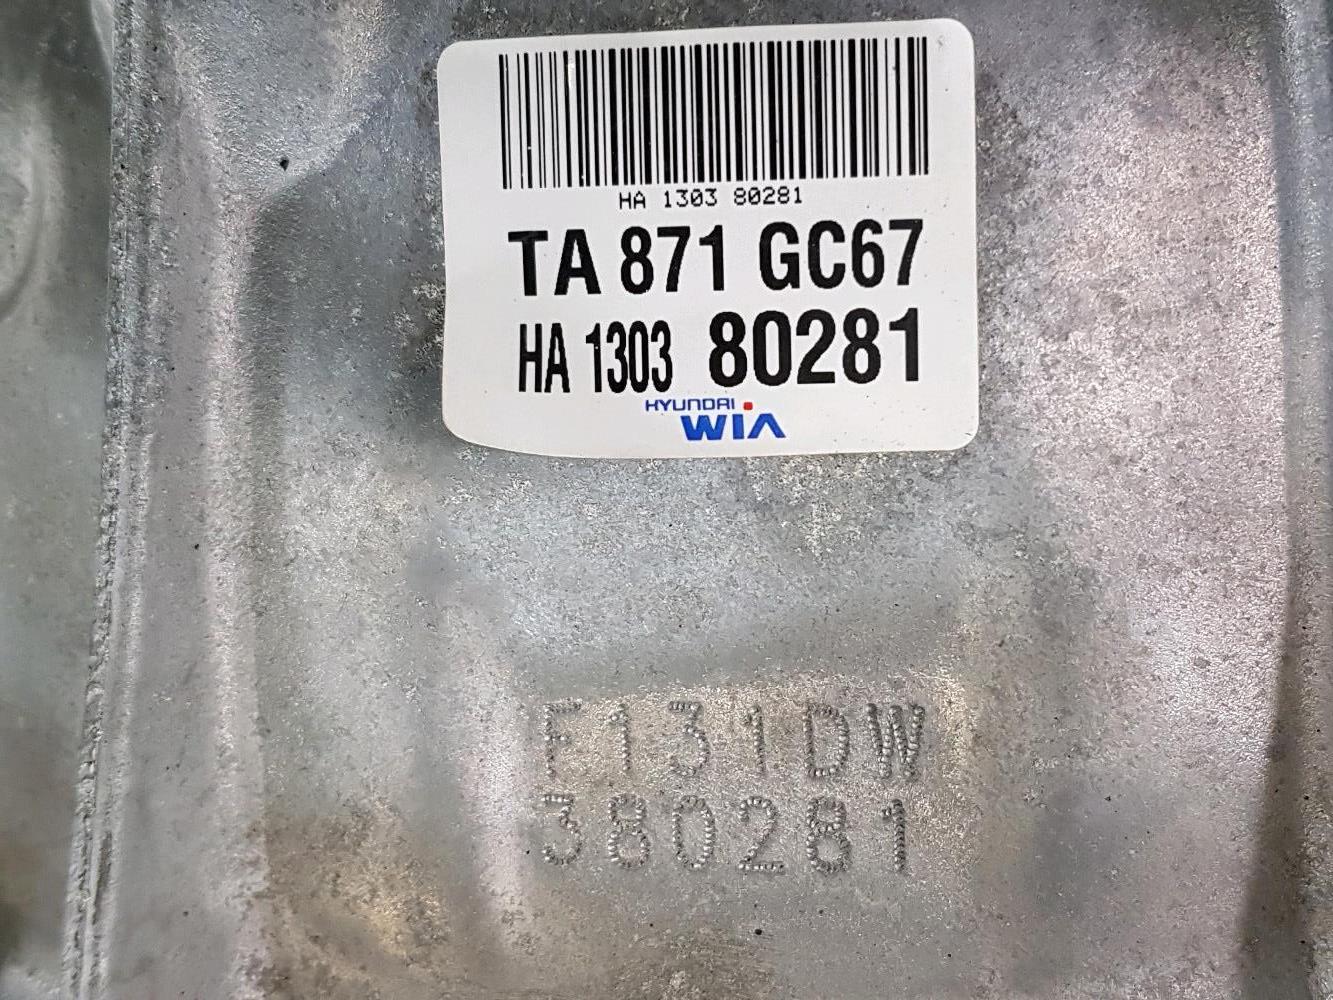 HA 1303 80281
TA 871 GC67
HA 1303 80281
HYUNDAI
WIA
F131DW
380281